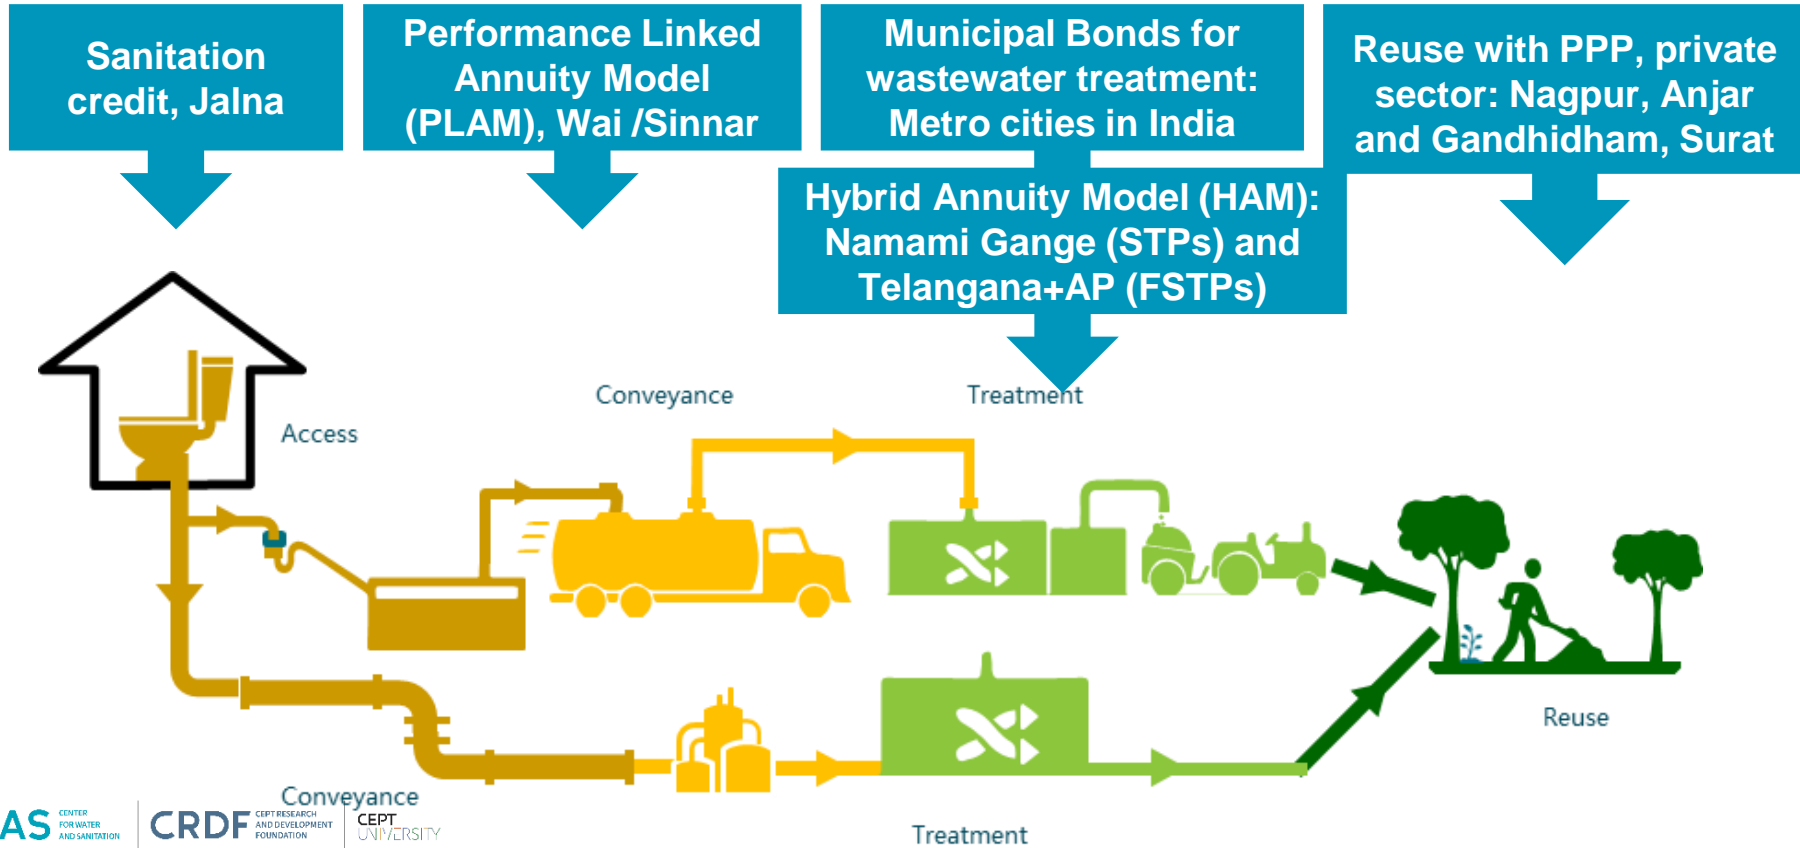 Sanitation
credit, Jalna
Performance Linked
Annuity Model
(PLAM), Wai /Sinnar
Municipal Bonds for
wastewater treatment:
Metro cities in India
Reuse with PPP, private
sector: Nagpur, Anjar
and Gandhidham, Surat
Hybrid Annuity Model (HAM):
Namami Gange (STPs) and
Telangana+AP (FSTPs)
Conveyance
Treatment
Access
Reuse
Conveyance
Treatment
AS
CENTER
FOR WATER
AND SANITATION
CRDF
CEPT RESEARCH
AND DEVELOPMENT
FOUNDATION
CEPT
UNIVERSITY